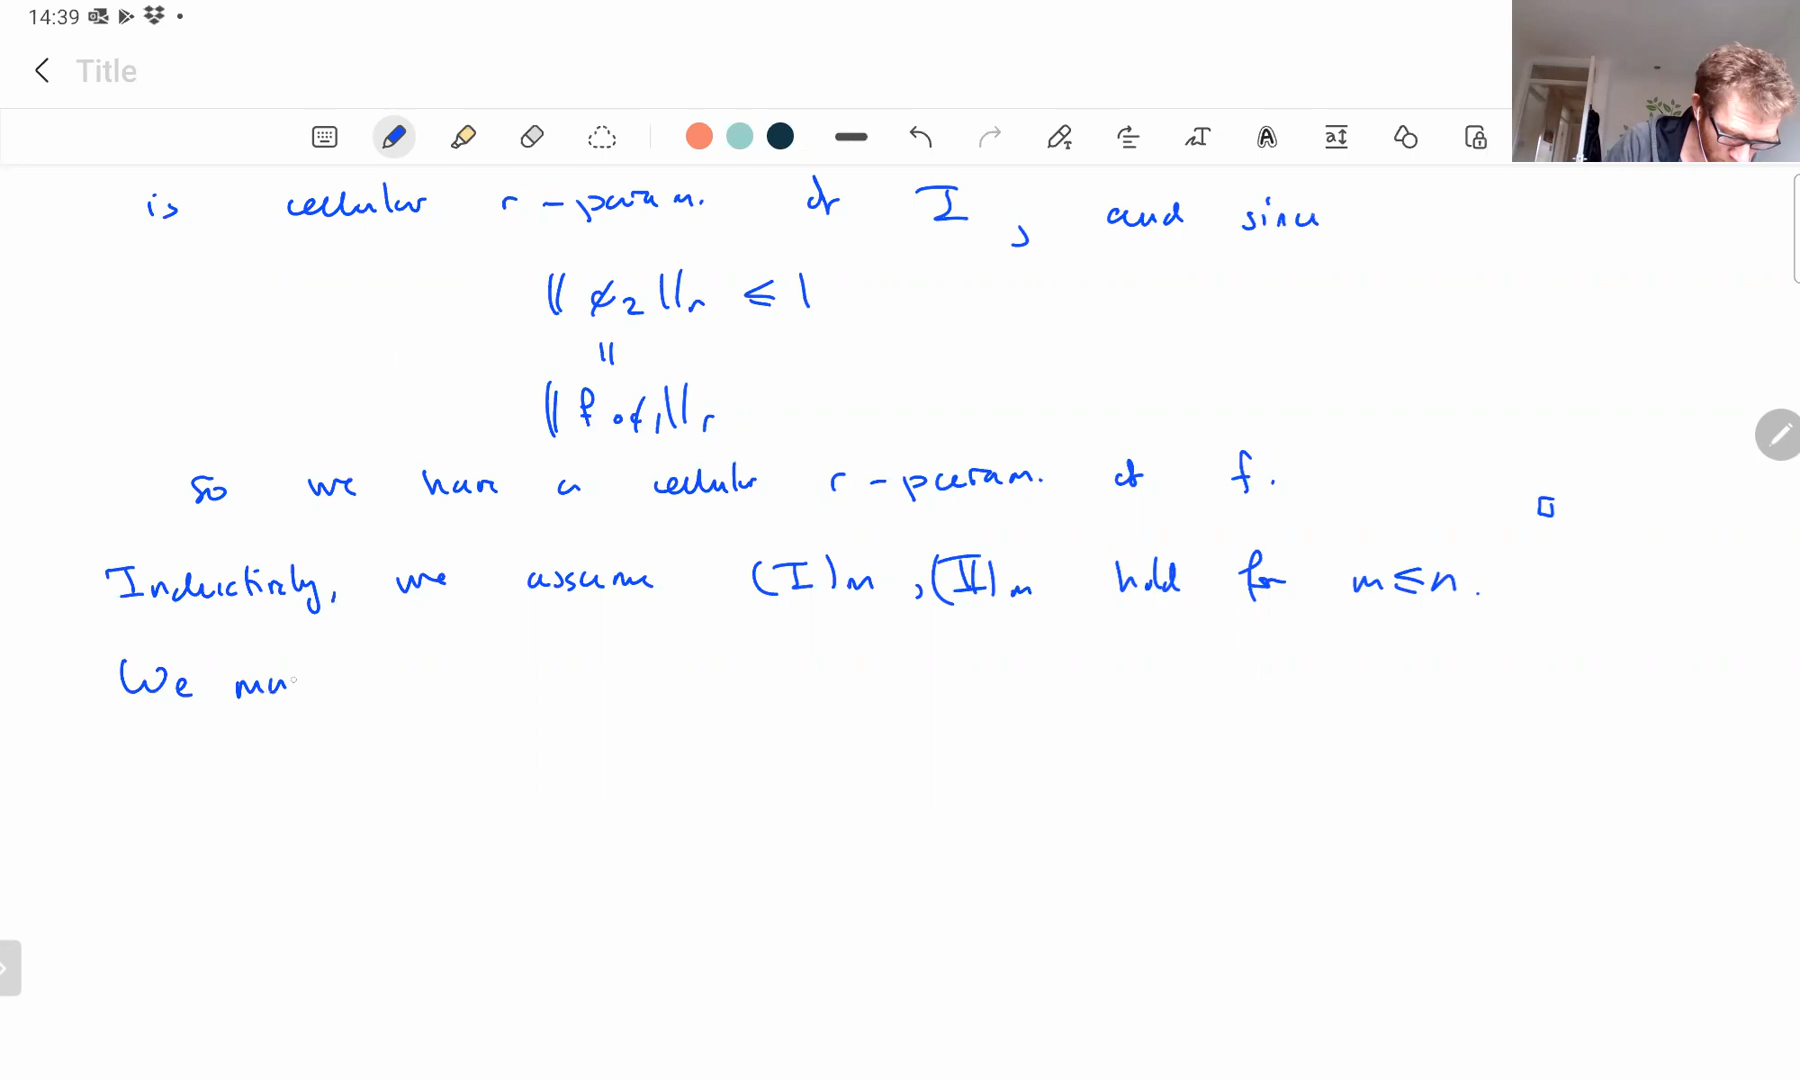 14:39
Title
is cellular r-param. of I, and since
‖ϕ₂‖ᵣ ≤ 1
=
‖f∘ϕ₁‖ᵣ
so we have a cellular r-param. of f. □
Inductively, we assume (I)m, (II)m hold for m≤n.
We mu